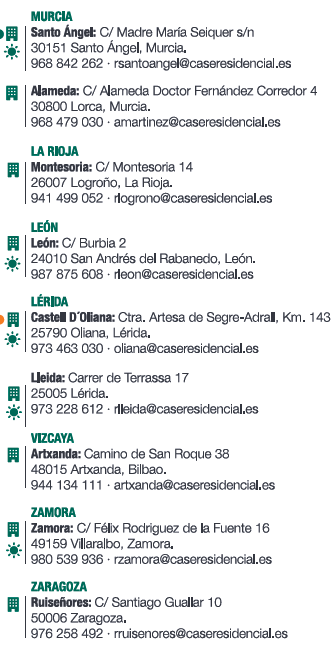 MURCIA
Santo Ángel: C/ Madre María Seiquer s/n
30151 Santo Ángel, Murcia.
968 842 262 · rsantoangel@caseresidencial.es
Alameda: C/ Alameda Doctor Fernández Corredor 4
30800 Lorca, Murcia.
968 479 030 · amartinez@caseresidencial.es
LA RIOJA
Montesoria: C/ Montesoria 14
26007 Logroño, La Rioja.
941 499 052 · rlogrono@caseresidencial.es
LEÓN
León: C/ Burbia 2
24010 San Andrés del Rabanedo, León.
987 875 608 · rleon@caseresidencial.es
LÉRIDA
Castell D´Oliana: Ctra. Artesa de Segre-Adrall, Km. 143
25790 Oliana, Lérida.
973 463 030 · oliana@caseresidencial.es
Lleida: Carrer de Terrassa 17
25005 Lérida.
973 228 612 · rlleida@caseresidencial.es
VIZCAYA
Artxanda: Camino de San Roque 38
48015 Artxanda, Bilbao.
944 134 111 · artxanda@caseresidencial.es
ZAMORA
Zamora: C/ Félix Rodriguez de la Fuente 16
49159 Villaralbo, Zamora.
980 539 936 · rzamora@caseresidencial.es
ZARAGOZA
Ruiseñores: C/ Santiago Guallar 10
50006 Zaragoza.
976 258 492 · rruisenores@caseresidencial.es